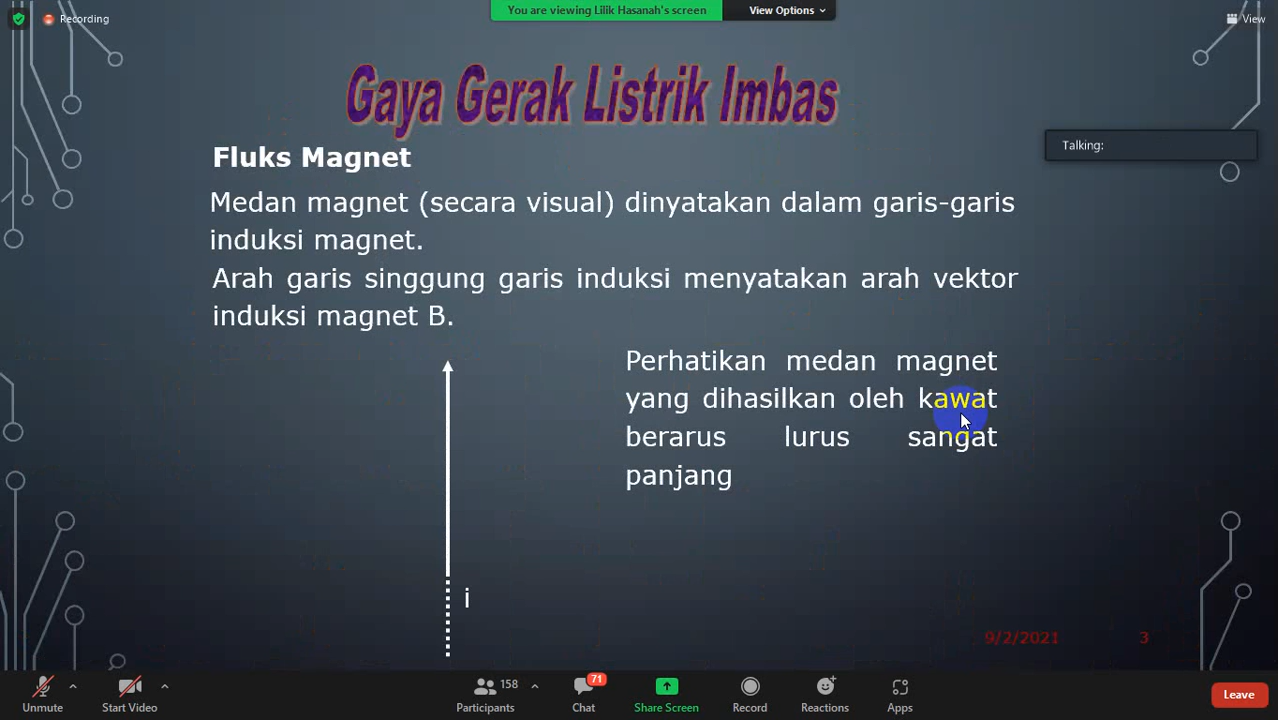 Recording
You are viewing Lilik Hasanah's screen
View Options
View
Gaya Gerak Listrik Imbas
Talking:
Fluks Magnet
Medan magnet (secara visual) dinyatakan dalam garis-garis
induksi magnet.
Arah garis singgung garis induksi menyatakan arah vektor
induksi magnet B.
Perhatikan medan magnet
yang dihasilkan oleh kawat
berarus lurus sangat
panjang
i
9/2/2021 3
Unmute
Start Video
158
Participants
71
Chat
Share Screen
Record
Reactions
Apps
Leave